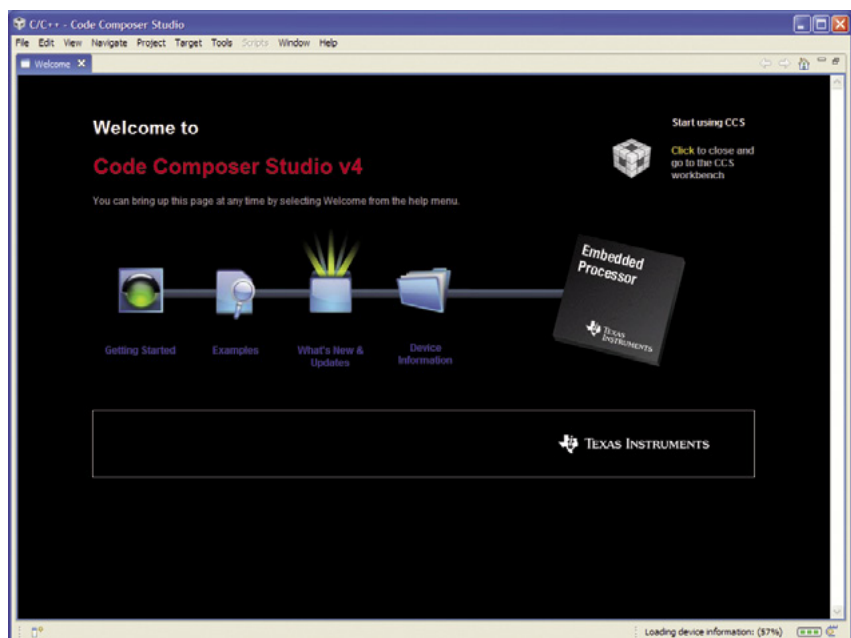 C/C++ - Code Composer Studio
File Edit View Navigate Project Target Tools Scripts Window Help
Welcome
Welcome to
Code Composer Studio v4
You can bring up this page at any time by selecting Welcome from the help menu.
Start using CCS
Click to close and
go to the CCS
workbench
Embedded
Processor
TEXAS
INSTRUMENTS
Getting Started
Examples
What's New &
Updates
Device
Information
TEXAS INSTRUMENTS
Loading device information: (57%)